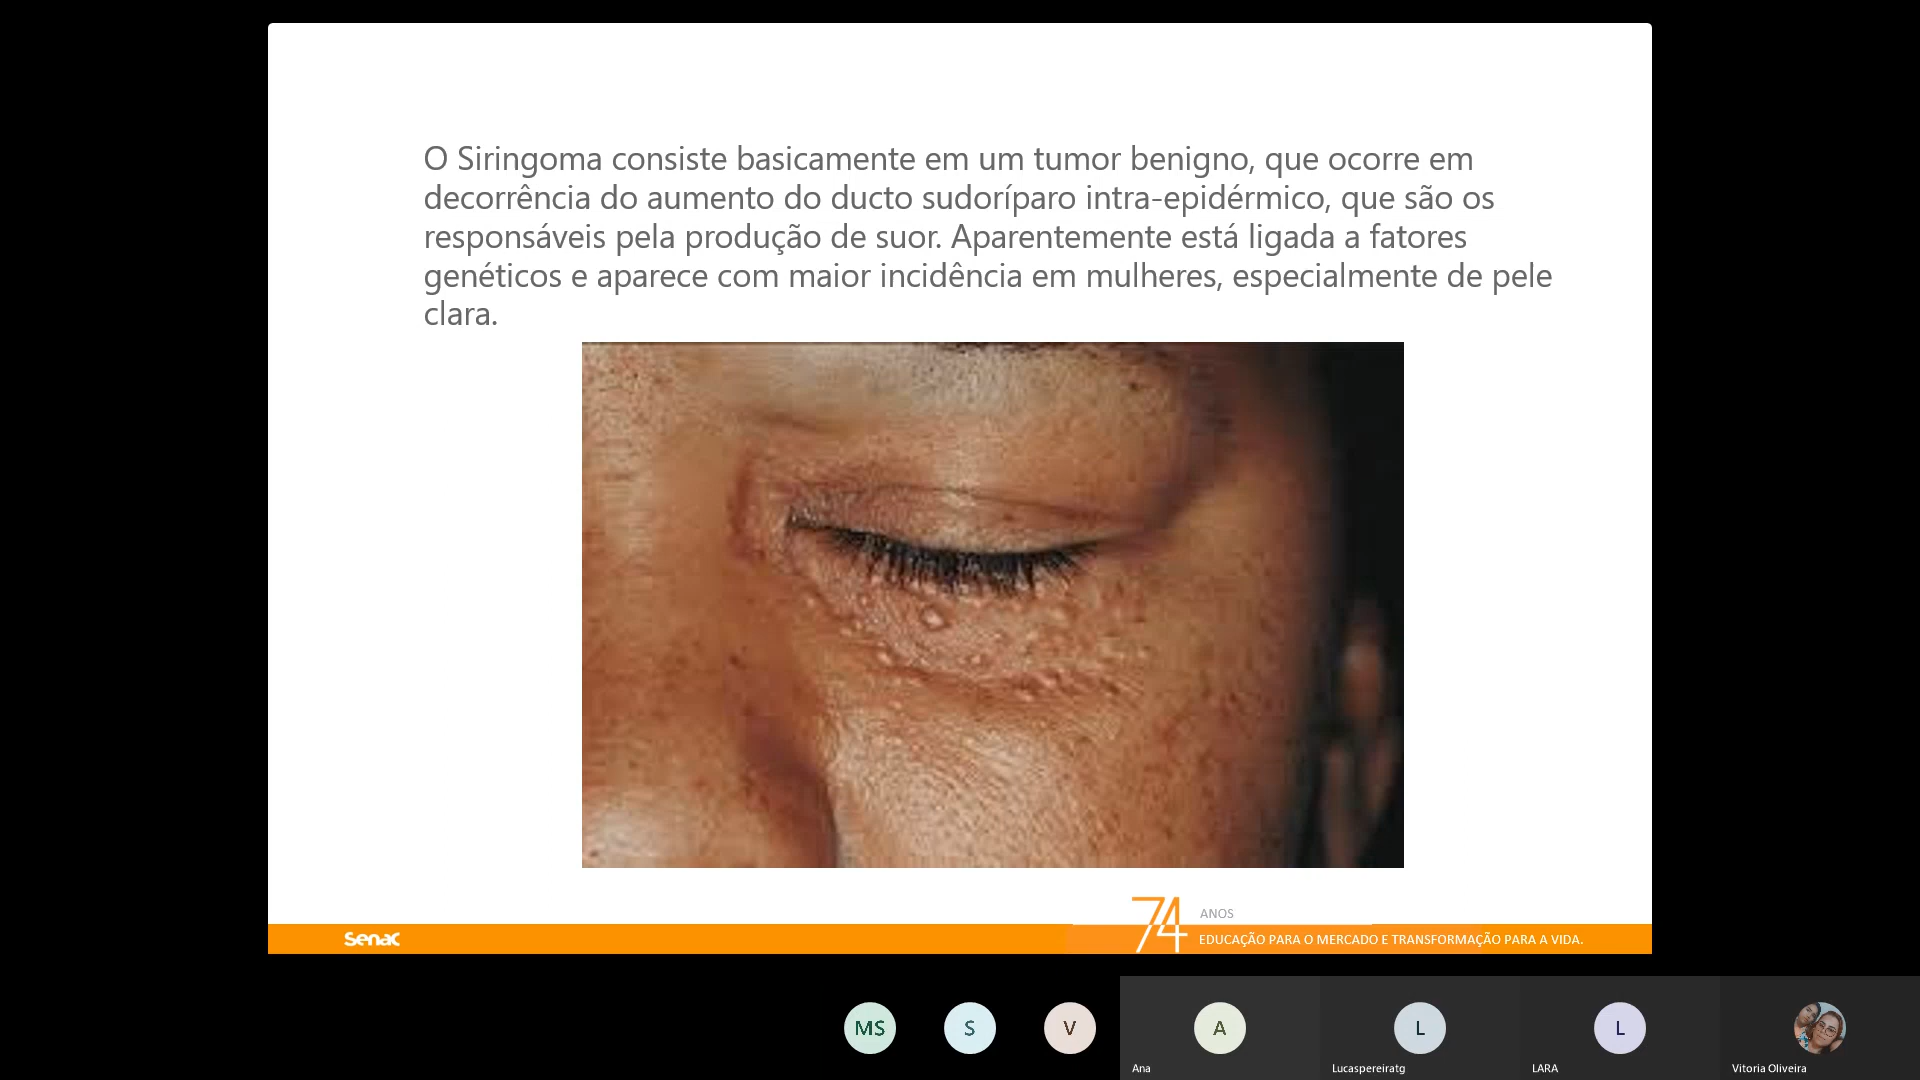 O Siringoma consiste basicamente em um tumor benigno, que ocorre em
decorrência do aumento do ducto sudoríparo intra-epidérmico, que são os
responsáveis pela produção de suor. Aparentemente está ligada a fatores
genéticos e aparece com maior incidência em mulheres, especialmente de pele
clara.
74 ANOS
Senac
EDUCAÇÃO PARA O MERCADO E TRANSFORMAÇÃO PARA A VIDA.
MS
S
V
A
L
L
Ana
Lucaspereiratg
LARA
Vitoria Oliveira